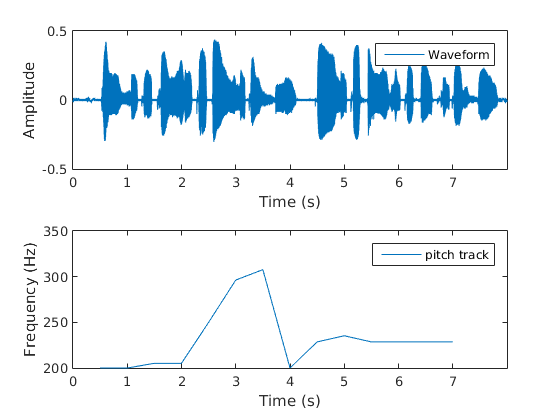 0.5
Waveform
Amplitude
0
-0.5
0 1 2 3 4 5 6 7
Time (s)
350
pitch track
300
Frequency (Hz)
250
200
0 1 2 3 4 5 6 7
Time (s)